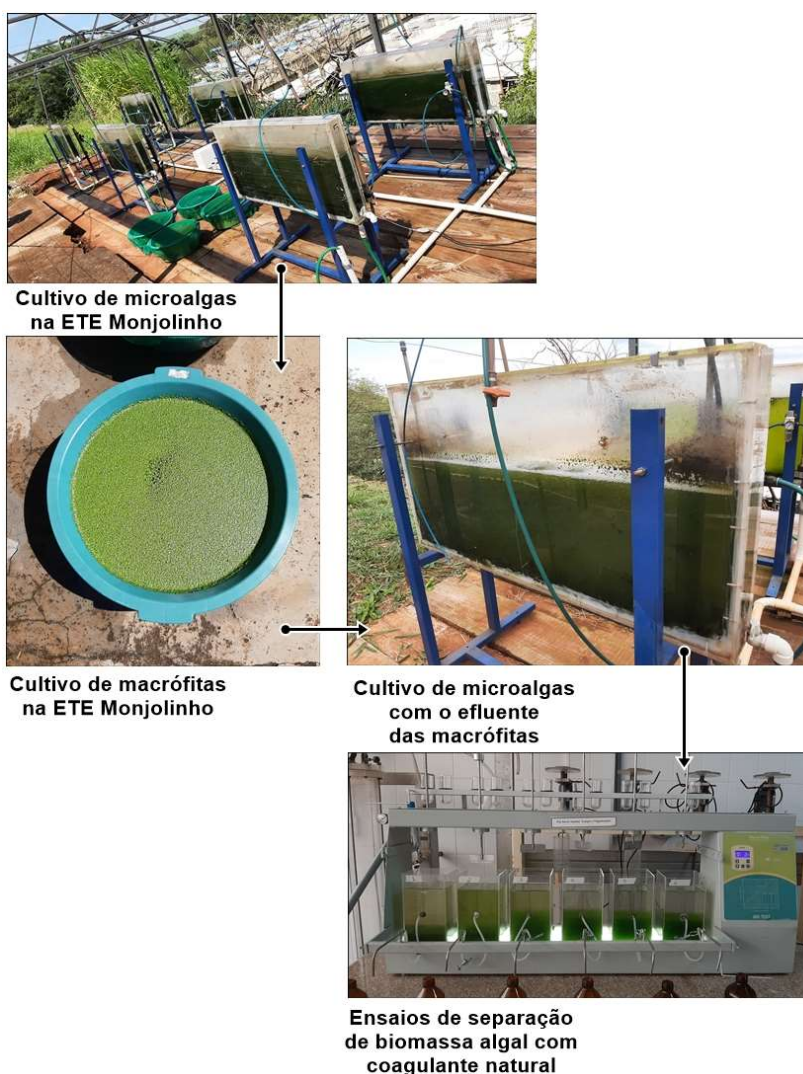 Cultivo de microalgas
na ETE Monjolinho
Cultivo de macrófitas
na ETE Monjolinho
Cultivo de microalgas
com o efluente
das macrófitas
Ensaios de separação
de biomassa algal com
coagulante natural